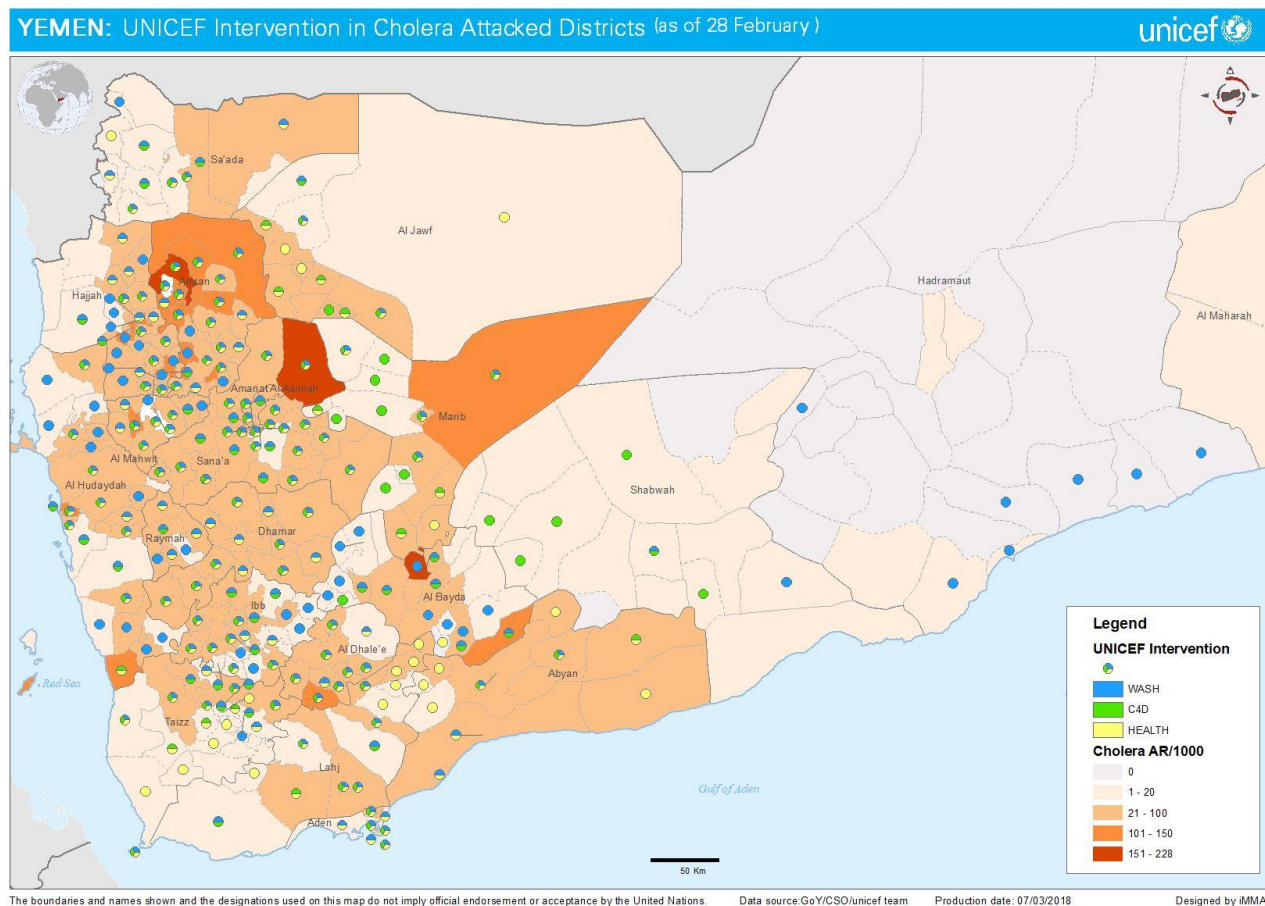 YEMEN: UNICEF Intervention in Cholera Attacked Districts (as of 28 February )
unicef
Sa'ada
Al Jawf
Hadramaut
Amran
Hajjah
Al Maharah
Amanat Al Asimah
Marib
Al Mahwit
Sana'a
Al Hudaydah
Shabwah
Dhamar
Raymah
Al Bayda
Ibb
Al Dhale'e
Abyan
Red Sea
Taizz
Lahj
Gulf of Aden
Aden
50 Km
Legend
UNICEF Intervention
WASH
C4D
HEALTH
Cholera AR/1000
0
1 - 20
21 - 100
101 - 150
151 - 228
The boundaries and names shown and the designations used on this map do not imply official endorsement or acceptance by the United Nations.
Data source:GoY/CSO/unicef team
Production date: 07/03/2018
Designed by iMMA